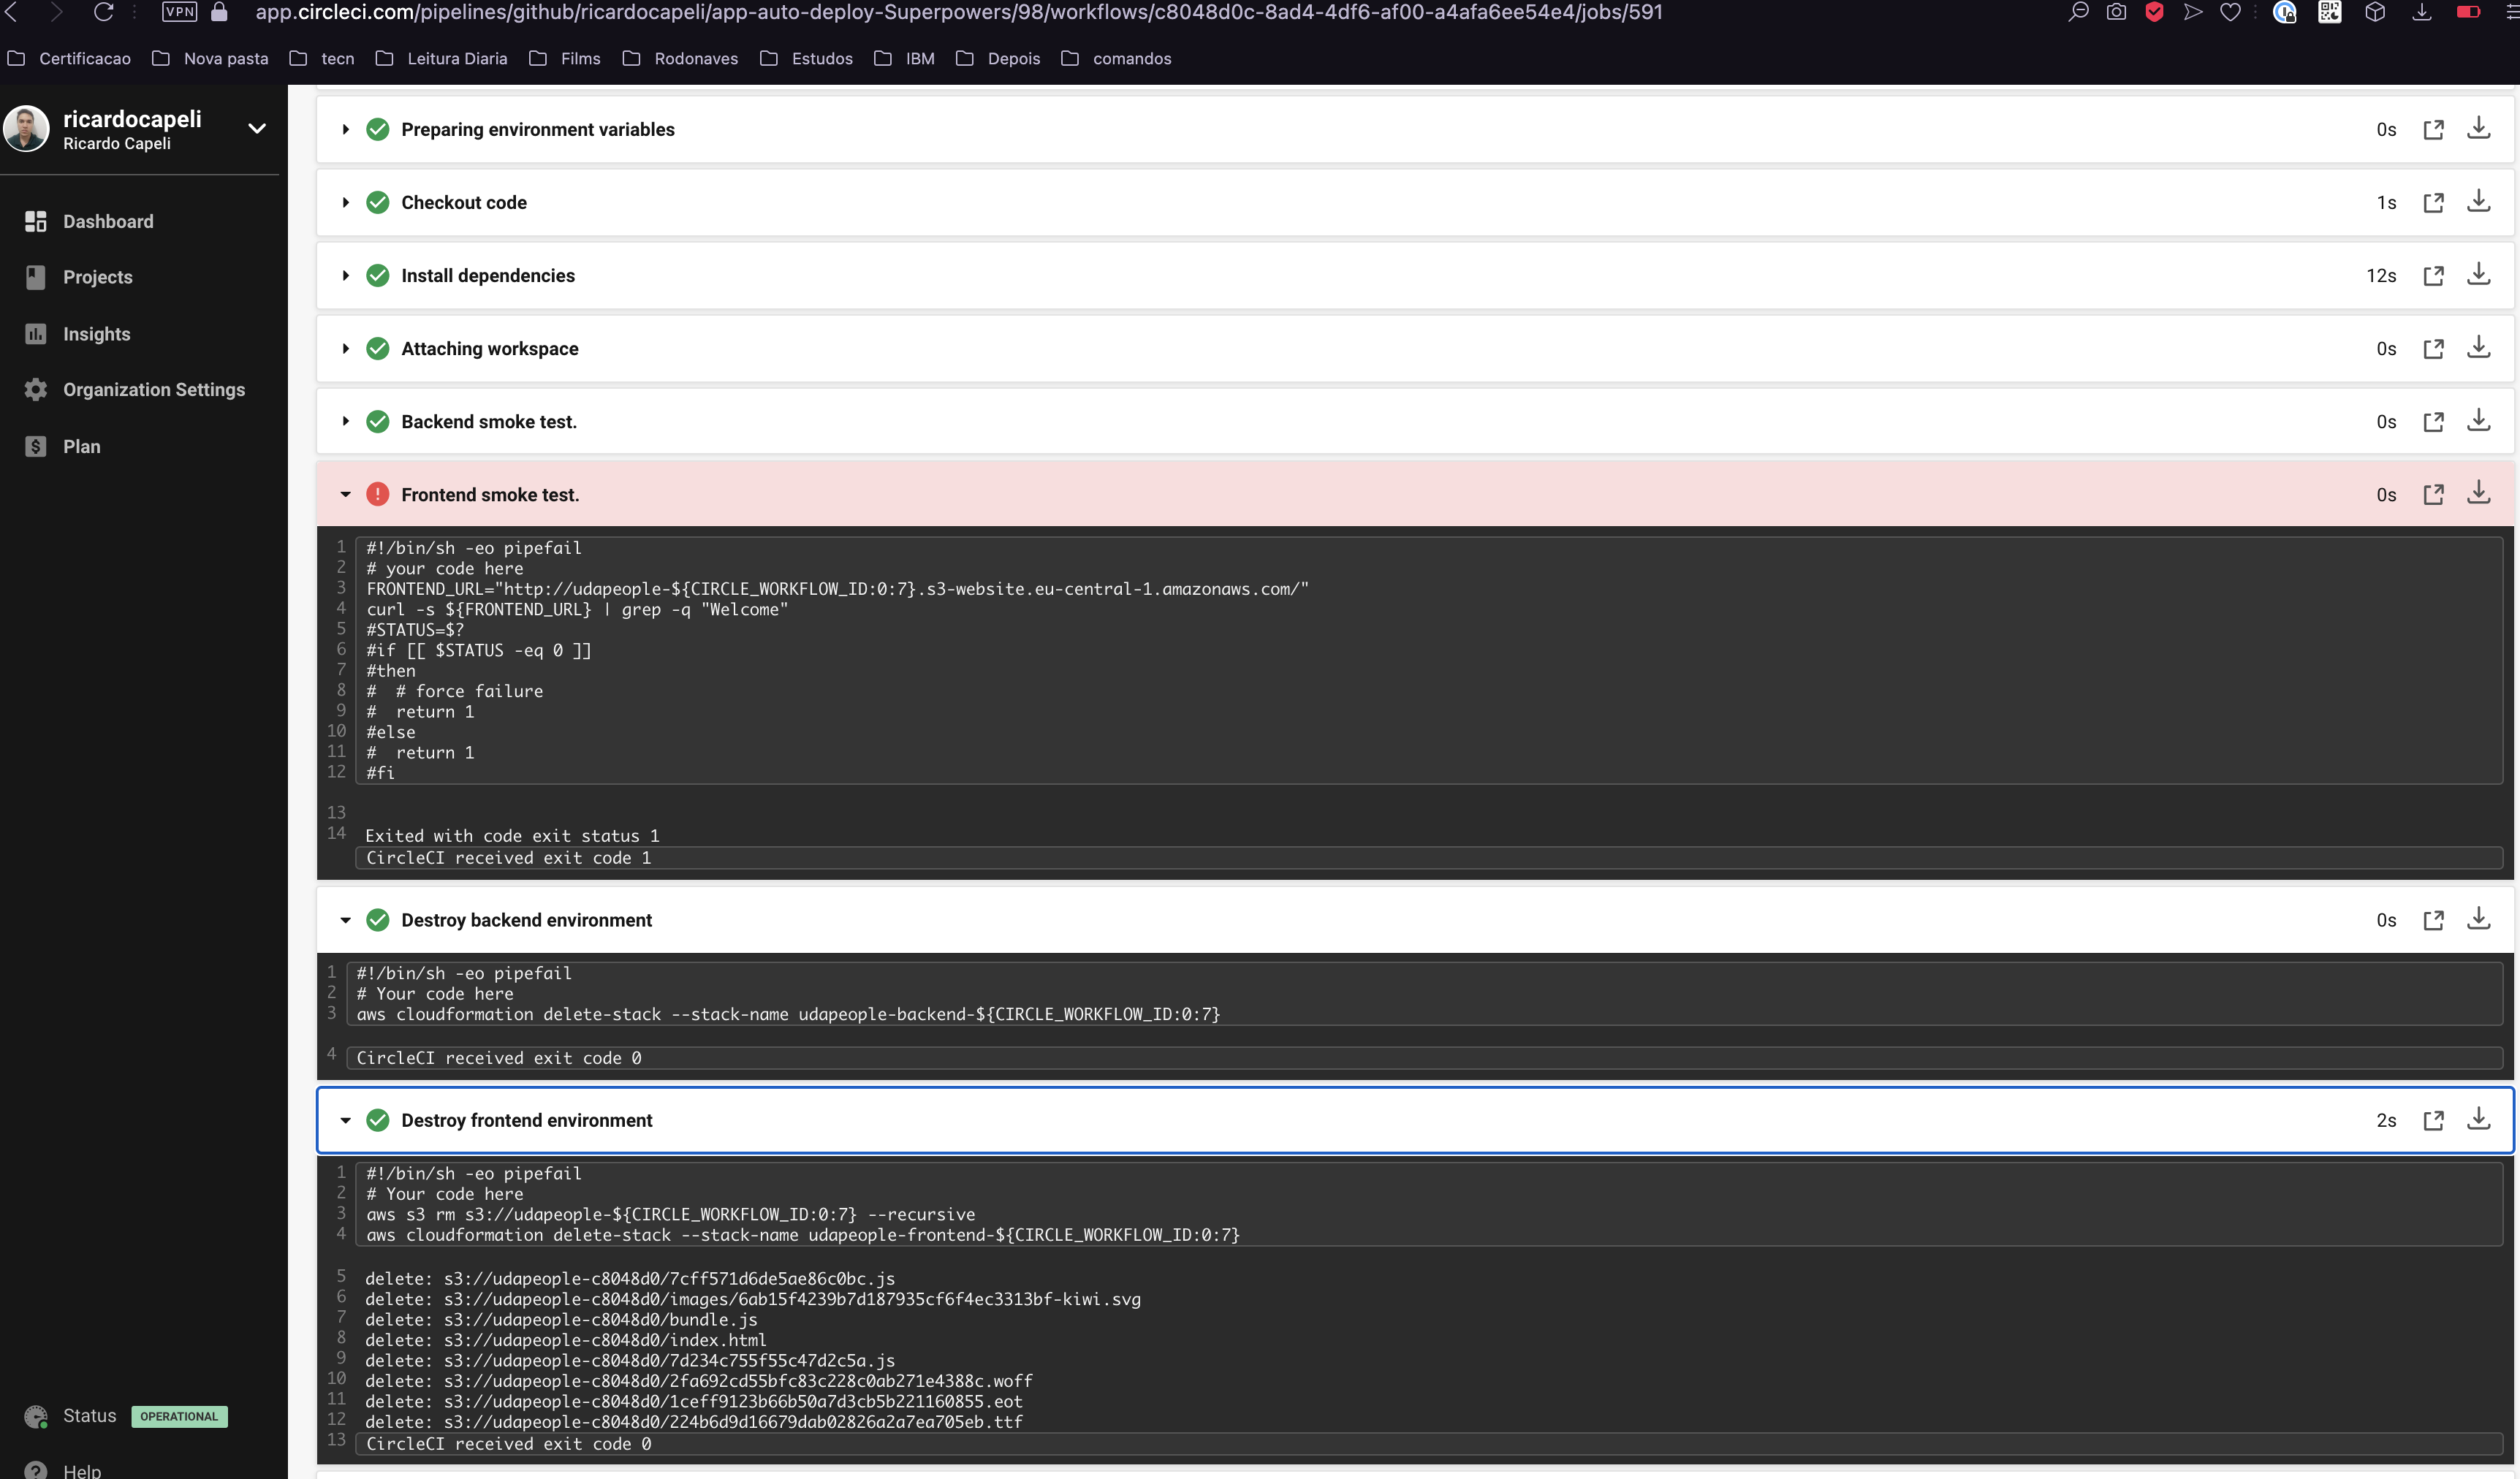 VPN
app.circleci.com/pipelines/github/ricardocapeli/app-auto-deploy-Superpowers/98/workflows/c8048d0c-8ad4-4df6-af00-a4afa6ee54e4/jobs/591
Certificacao Nova pasta tecn Leitura Diaria Films Rodonaves Estudos IBM Depois comandos
ricardocapeli
Ricardo Capeli
Dashboard
Projects
Insights
Organization Settings
Plan
Status OPERATIONAL
Help
Preparing environment variables 0s
Checkout code 1s
Install dependencies 12s
Attaching workspace 0s
Backend smoke test. 0s
Frontend smoke test. 0s
1 #!/bin/sh -eo pipefail
2 # your code here
3 FRONTEND_URL="http://udapeople-${CIRCLE_WORKFLOW_ID:0:7}.s3-website.eu-central-1.amazonaws.com/"
4 curl -s ${FRONTEND_URL} | grep -q "Welcome"
5 #STATUS=$?
6 #if [[ $STATUS -eq 0 ]]
7 #then
8 #  # force failure
9 #  return 1
10 #else
11 #  return 1
12 #fi
13
14 Exited with code exit status 1
CircleCI received exit code 1
Destroy backend environment 0s
1 #!/bin/sh -eo pipefail
2 # Your code here
3 aws cloudformation delete-stack --stack-name udapeople-backend-${CIRCLE_WORKFLOW_ID:0:7}
4 CircleCI received exit code 0
Destroy frontend environment 2s
1 #!/bin/sh -eo pipefail
2 # Your code here
3 aws s3 rm s3://udapeople-${CIRCLE_WORKFLOW_ID:0:7} --recursive
4 aws cloudformation delete-stack --stack-name udapeople-frontend-${CIRCLE_WORKFLOW_ID:0:7}
5 delete: s3://udapeople-c8048d0/7cff571d6de5ae86c0bc.js
6 delete: s3://udapeople-c8048d0/images/6ab15f4239b7d187935cf6f4ec3313bf-kiwi.svg
7 delete: s3://udapeople-c8048d0/bundle.js
8 delete: s3://udapeople-c8048d0/index.html
9 delete: s3://udapeople-c8048d0/7d234c755f55c47d2c5a.js
10 delete: s3://udapeople-c8048d0/2fa692cd55bfc83c228c0ab271e4388c.woff
11 delete: s3://udapeople-c8048d0/1ceff9123b66b50a7d3cb5b221160855.eot
12 delete: s3://udapeople-c8048d0/224b6d9d16679dab02826a2a7ea705eb.ttf
13 CircleCI received exit code 0